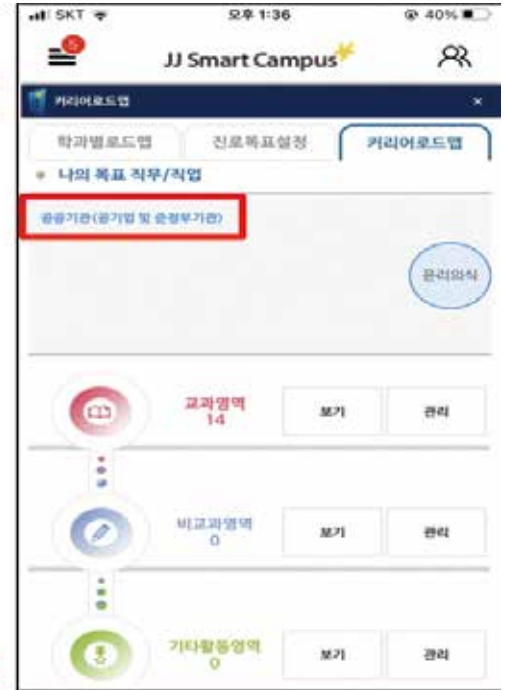 SKT 오후 1:36 40%
5
JJ Smart Campus
커리어로드맵 ×
학과별로드맵 진로목표설정 커리어로드맵
나의 목표 직무/직업
공공기관(공기업 및 준정부기관)
윤리의식
교과영역 보기 관리
14
비교과영역 보기 관리
0
기타활동영역 보기 관리
0